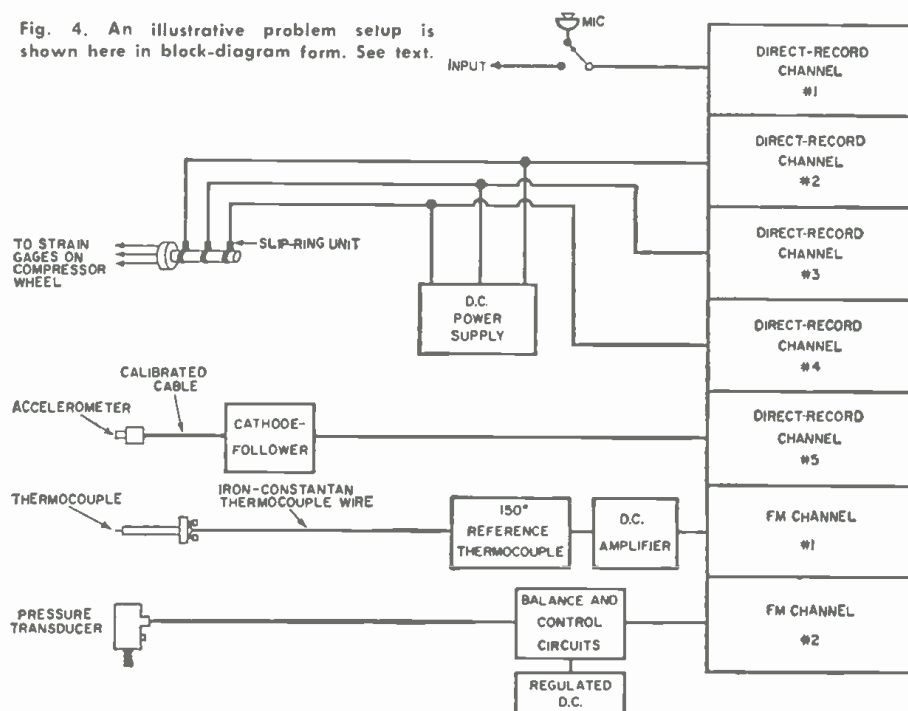 Fig. 4. An illustrative problem setup is
shown here in block-diagram form. See text.
MIC
INPUT
DIRECT-RECORD
CHANNEL
#1
DIRECT-RECORD
CHANNEL
#2
TO STRAIN
GAGES ON
COMPRESSOR
WHEEL
SLIP-RING UNIT
D.C.
POWER
SUPPLY
DIRECT-RECORD
CHANNEL
#3
DIRECT-RECORD
CHANNEL
#4
CALIBRATED
CABLE
ACCELEROMETER
CATHODE-
FOLLOWER
DIRECT-RECORD
CHANNEL
#5
THERMOCOUPLE
IRON-CONSTANTAN
THERMOCOUPLE WIRE
150°
REFERENCE
THERMOCOUPLE
D.C.
AMPLIFIER
FM CHANNEL
#1
PRESSURE
TRANSDUCER
BALANCE AND
CONTROL
CIRCUITS
FM CHANNEL
#2
REGULATED
D.C.